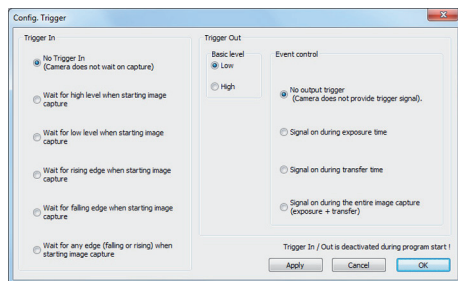 Config. Trigger
Trigger In
No Trigger In
(Camera does not wait on capture)
Wait for high level when starting image
capture
Wait for low level when starting image
capture
Wait for rising edge when starting image
capture
Wait for falling edge when starting image
capture
Wait for any edge (falling or rising) when
starting image capture
Trigger Out
Basic level
Low
High
Event control
No output trigger
(Camera does not provide trigger signal).
Signal on during exposure time
Signal on during transfer time
Signal on during the entire image capture
(exposure + transfer)
Trigger In / Out is deactivated during program start !
Apply
Cancel
OK